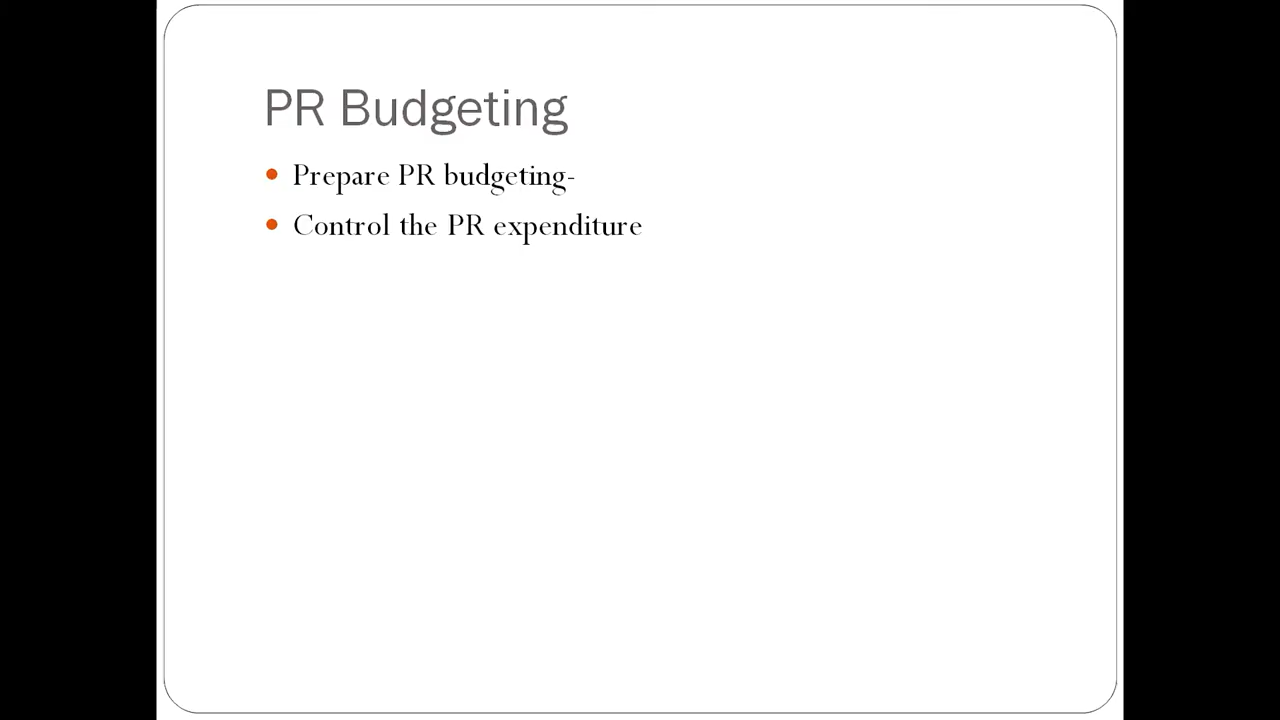 PR Budgeting
Prepare PR budgeting-
Control the PR expenditure